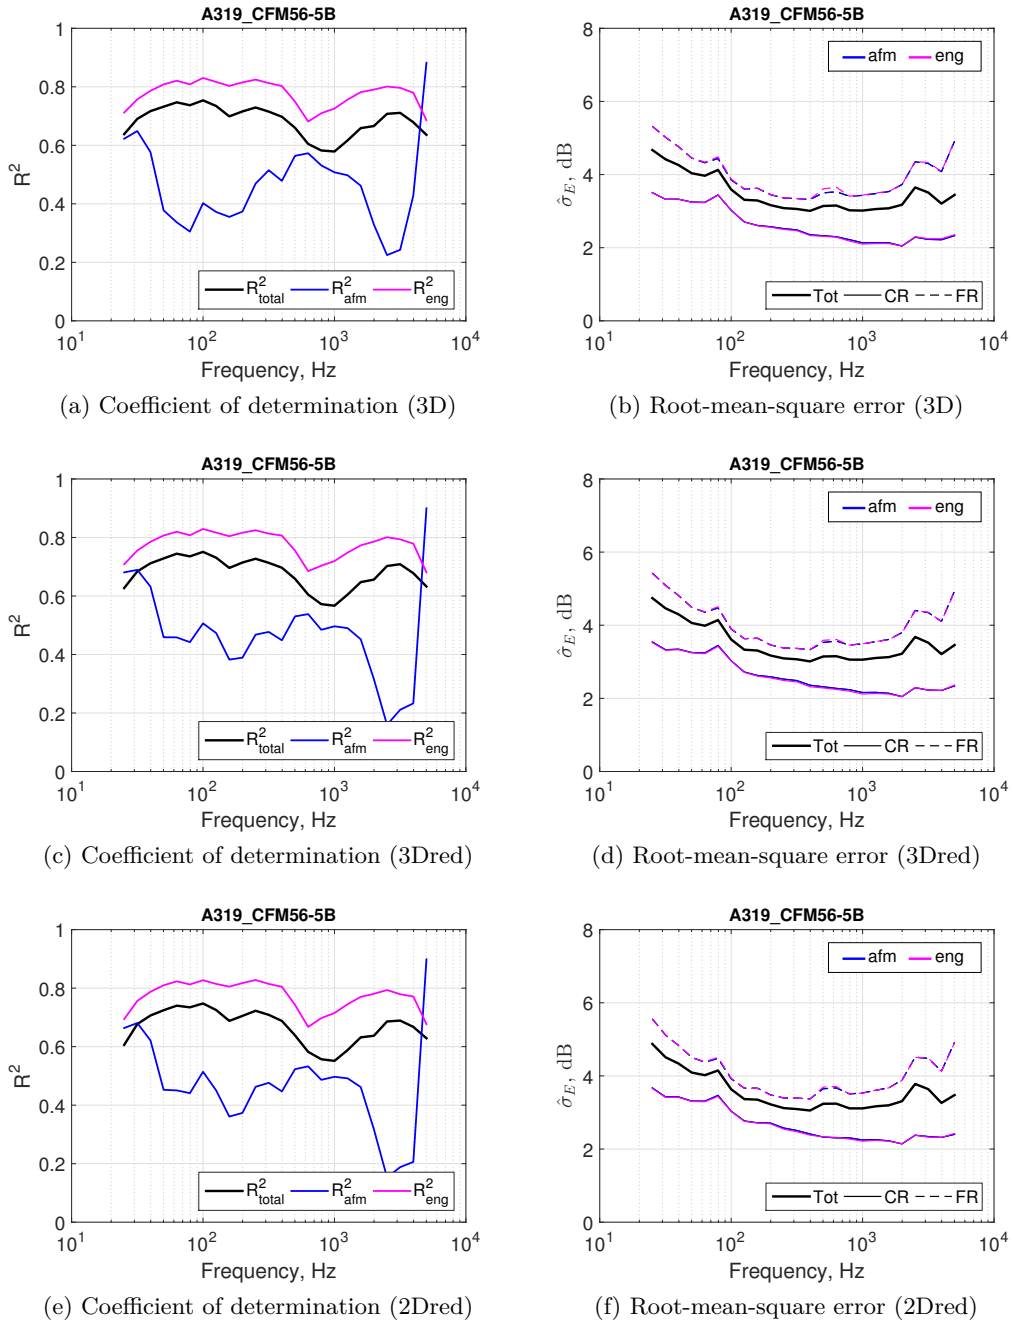 A319_CFM56-5B
A319_CFM56-5B
1
0.8
0.6
0.4
0.2
0
R²
R²total R²afm R²eng
10¹ 10² 10³ 10⁴
Frequency, Hz
8
6
4
2
0
σ̂_E, dB
afm eng
Tot CR FR
10¹ 10² 10³ 10⁴
Frequency, Hz
(a) Coefficient of determination (3D)
(b) Root-mean-square error (3D)
A319_CFM56-5B
A319_CFM56-5B
1
0.8
0.6
0.4
0.2
0
R²
R²total R²afm R²eng
10¹ 10² 10³ 10⁴
Frequency, Hz
8
6
4
2
0
σ̂_E, dB
afm eng
Tot CR FR
10¹ 10² 10³ 10⁴
Frequency, Hz
(c) Coefficient of determination (3Dred)
(d) Root-mean-square error (3Dred)
A319_CFM56-5B
A319_CFM56-5B
1
0.8
0.6
0.4
0.2
0
R²
R²total R²afm R²eng
10¹ 10² 10³ 10⁴
Frequency, Hz
8
6
4
2
0
σ̂_E, dB
afm eng
Tot CR FR
10¹ 10² 10³ 10⁴
Frequency, Hz
(e) Coefficient of determination (2Dred)
(f) Root-mean-square error (2Dred)